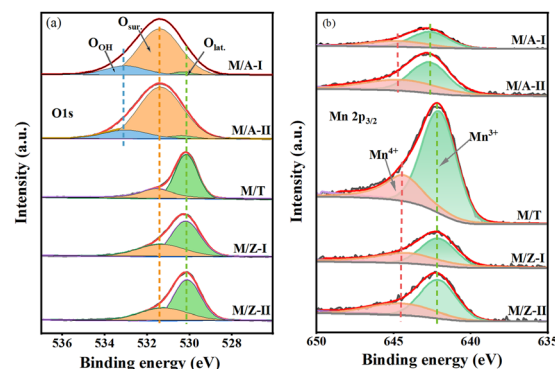 (a)
O_sur.
O_OH
O_lat.
M/A-I
O1s
M/A-II
M/T
M/Z-I
M/Z-II
Intensity (a.u.)
536 534 532 530 528 526
Binding energy (eV)
(b)
M/A-I
M/A-II
Mn 2p3/2
Mn4+
Mn3+
M/T
M/Z-I
M/Z-II
Intensity (a.u.)
650 645 640 635
Binding energy (eV)